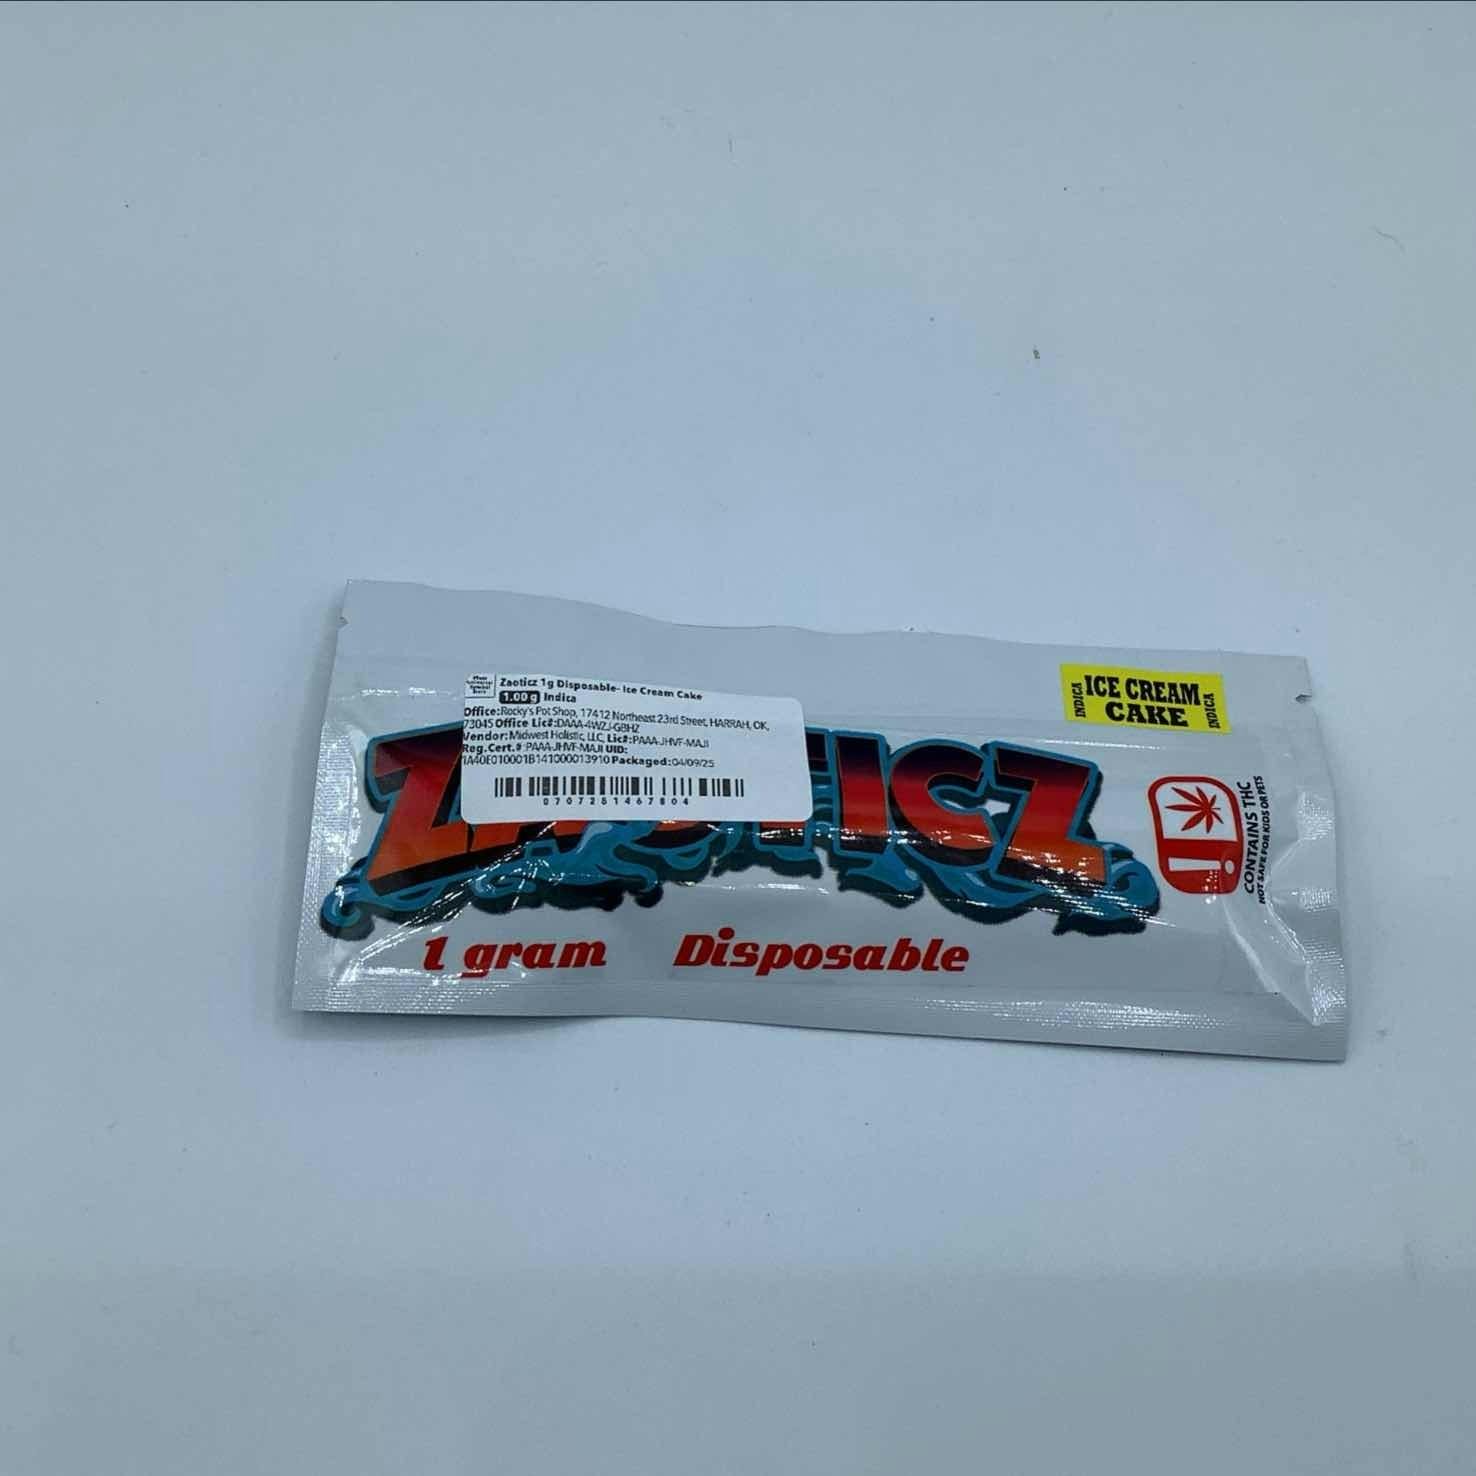 Zaoticz 1g Disposable- Ice Cream Cake
1.00 g Indica
Office:Rocky's Pot Shop, 17412 Northeast 23rd Street, HARRAH, OK,
73045 Office Lic#:DAAA-4WZJ-GBHZ
Vendor: Midwest Holistic, LLC, Lic#:PAAA-JHVF-MAJI
Reg.Cert.#:PAAA-JHVF-MAJI UID:
1A40E010001B141000013910 Packaged:04/09/25
070725146780 4
INDICA
ICE CREAM
CAKE
INDICA
ZAOTICZ
CONTAINS THC
NOT SAFE FOR KIDS OR PETS
1 gram Disposable